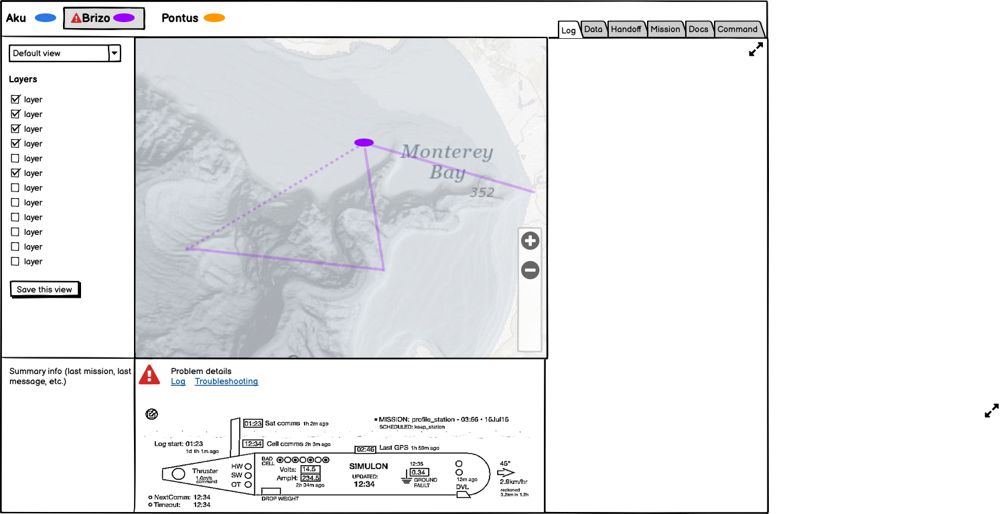 Aku
Brizo
Pontus
Log
Data
Handoff
Mission
Docs
Command
Default view
Layers
layer
layer
layer
layer
layer
layer
layer
layer
layer
layer
layer
layer
Save this view
Monterey
Bay
352
Summary info (last mission, last
message, etc.)
Problem details
Log Troubleshooting
01:23 Sat comms 1h 2m ago
MISSION: profile_station - 03:56 • 15Jul15
SCHEDULED: keep_station
Log start: 01:23
1d 1h 1m ago
12:34 Cell comms 2h 3m ago
02:46 Last GPS 1h 59m ago
Thruster
1.0m/s
command
HW
SW
OT
BAD
CELL
Volts: 14.5
AmpH: 234.5
2h 34m ago
DROP WEIGHT
SIMULON
UPDATED:
12:34
12:35
0.34
GROUND
FAULT
12m ago
DVL
45°
2.9km/hr
reckoned
3.2km in 1.2h
NextComm: 12:34
Timeout: 12:34